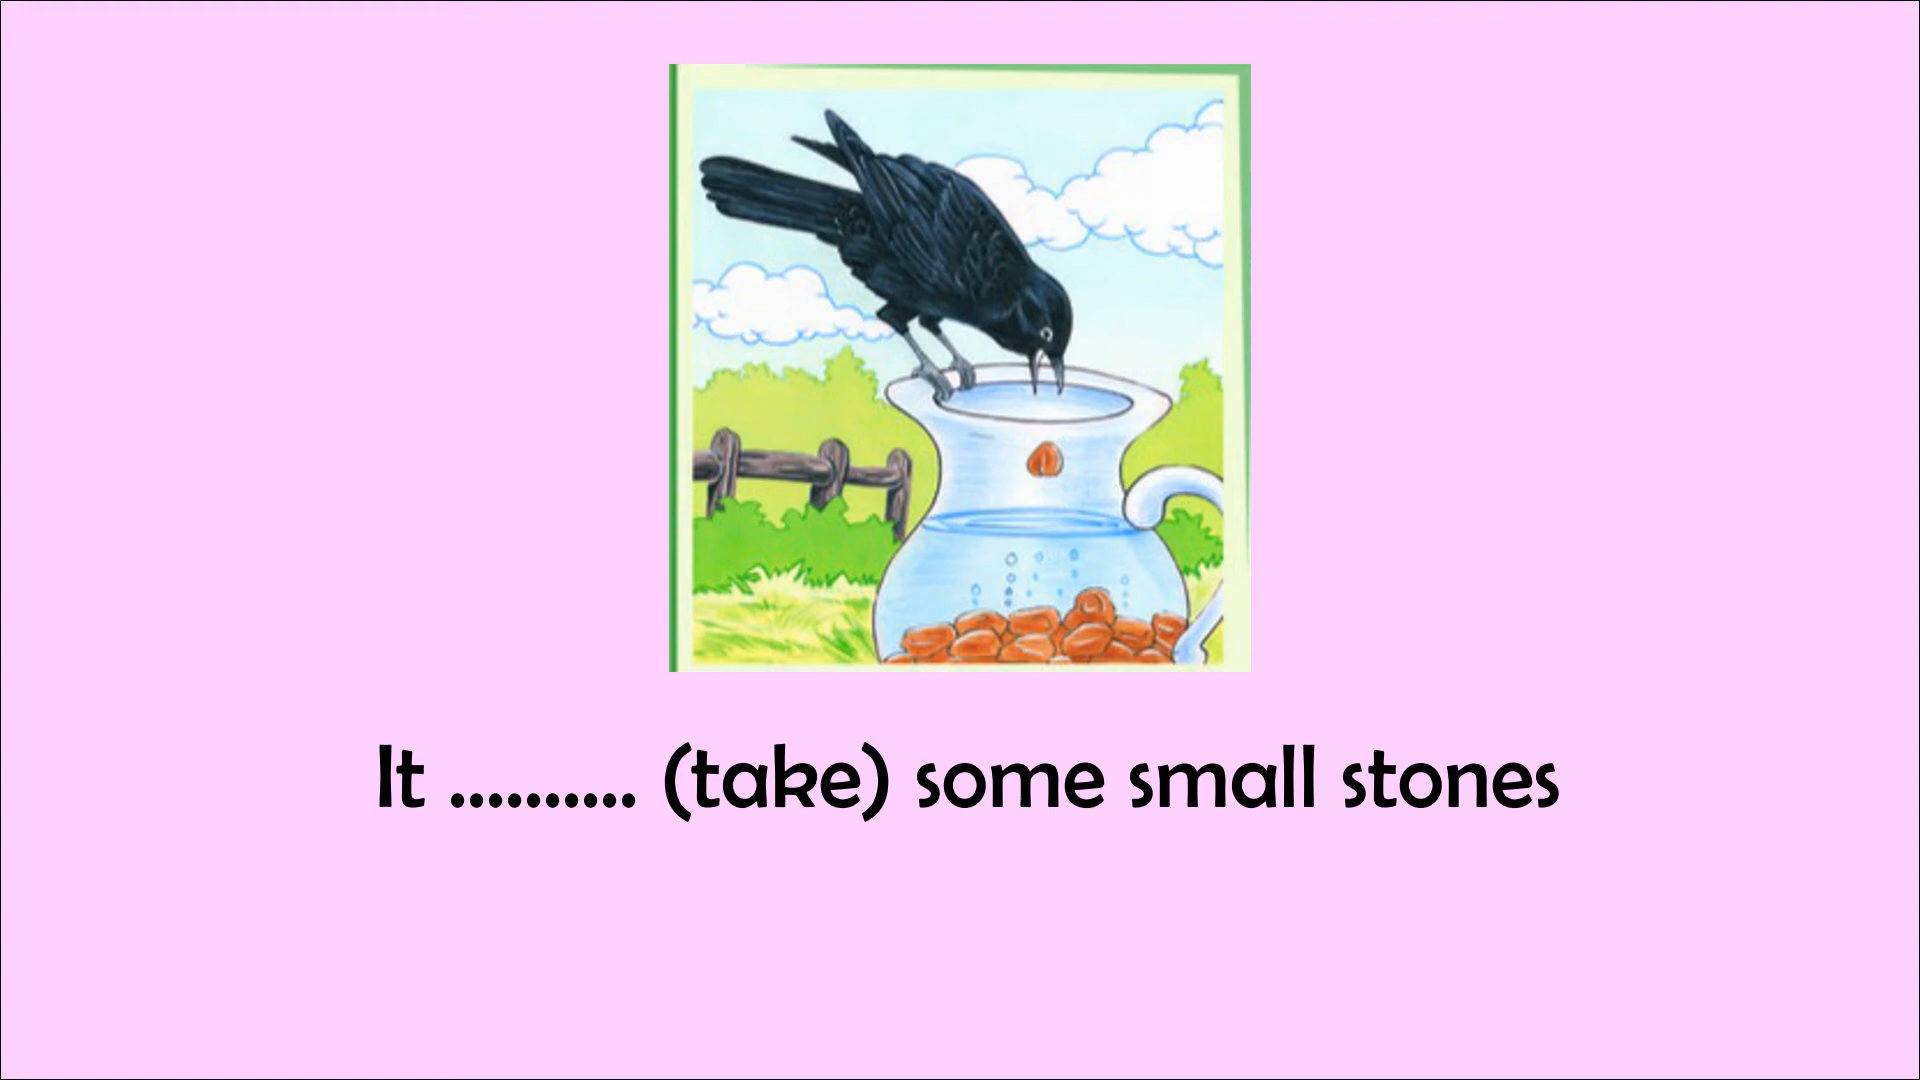 It .......... (take) some small stones